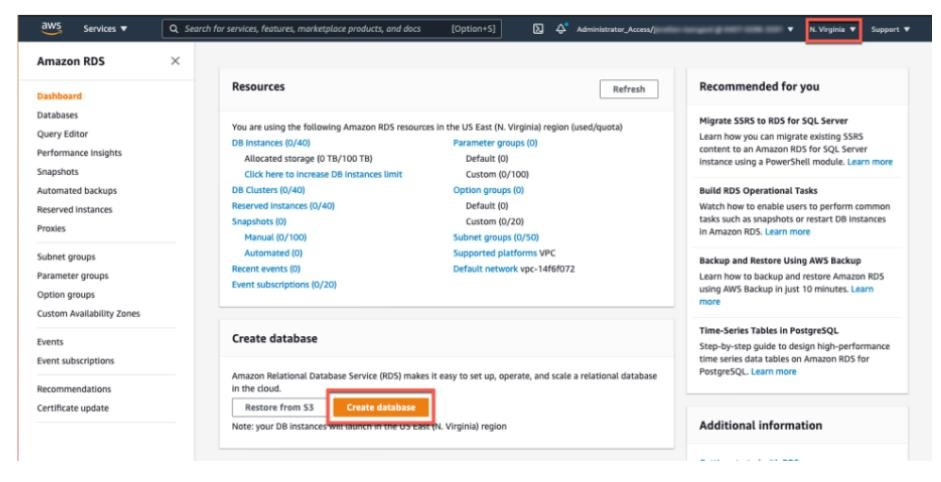 aws Services ▼ Search for services, features, marketplace products, and docs [Option+S] Administrator_Access/ N. Virginia ▼ Support ▼
Amazon RDS ×
Dashboard
Databases
Query Editor
Performance Insights
Snapshots
Automated backups
Reserved instances
Proxies
Subnet groups
Parameter groups
Option groups
Custom Availability Zones
Events
Event subscriptions
Recommendations
Certificate update
Resources
Refresh
You are using the following Amazon RDS resources in the US East (N. Virginia) region (used/quota)
DB Instances (0/40)
Allocated storage (0 TB/100 TB)
Click here to increase DB instances limit
DB Clusters (0/40)
Reserved instances (0/40)
Snapshots (0)
Manual (0/100)
Automated (0)
Recent events (0)
Event subscriptions (0/20)
Parameter groups (0)
Default (0)
Custom (0/100)
Option groups (0)
Default (0)
Custom (0/20)
Subnet groups (0/50)
Supported platforms VPC
Default network vpc-14f6f072
Create database
Amazon Relational Database Service (RDS) makes it easy to set up, operate, and scale a relational database
in the cloud.
Restore from S3 Create database
Note: your DB instances will launch in the US East (N. Virginia) region
Recommended for you
Migrate SSRS to RDS for SQL Server
Learn how you can migrate existing SSRS
content to an Amazon RDS for SQL Server
instance using a PowerShell module. Learn more
Build RDS Operational Tasks
Watch how to enable users to perform common
tasks such as snapshots or restart DB instances
in Amazon RDS. Learn more
Backup and Restore Using AWS Backup
Learn how to backup and restore Amazon RDS
using AWS Backup in just 10 minutes. Learn
more
Time-Series Tables in PostgreSQL
Step-by-step guide to design high-performance
time series data tables on Amazon RDS for
PostgreSQL. Learn more
Additional information